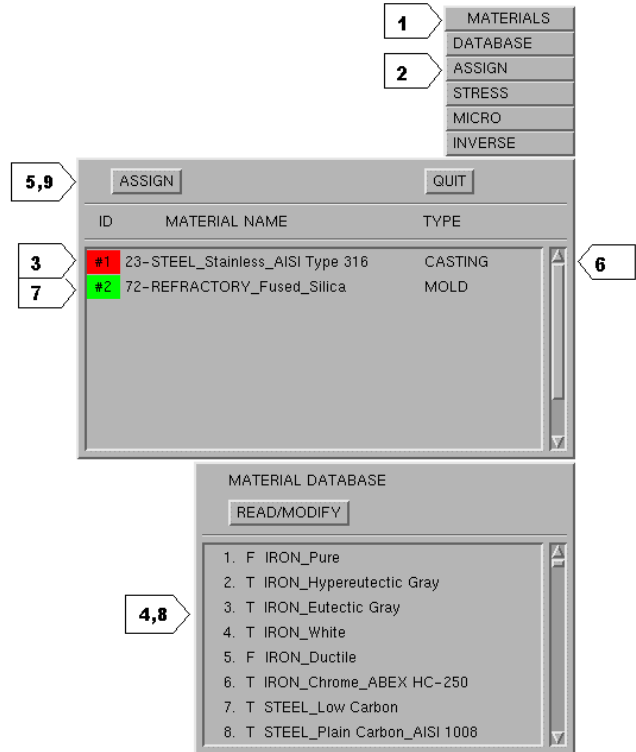 1 MATERIALS
DATABASE
2 ASSIGN
STRESS
MICRO
INVERSE
5,9 ASSIGN QUIT
ID MATERIAL NAME TYPE
3 #1 23-STEEL_Stainless_AISI Type 316 CASTING 6
7 #2 72-REFRACTORY_Fused_Silica MOLD
MATERIAL DATABASE
READ/MODIFY
1. F IRON_Pure
2. T IRON_Hypereutectic Gray
3. T IRON_Eutectic Gray
4,8
4. T IRON_White
5. F IRON_Ductile
6. T IRON_Chrome_ABEX HC-250
7. T STEEL_Low Carbon
8. T STEEL_Plain Carbon_AISI 1008